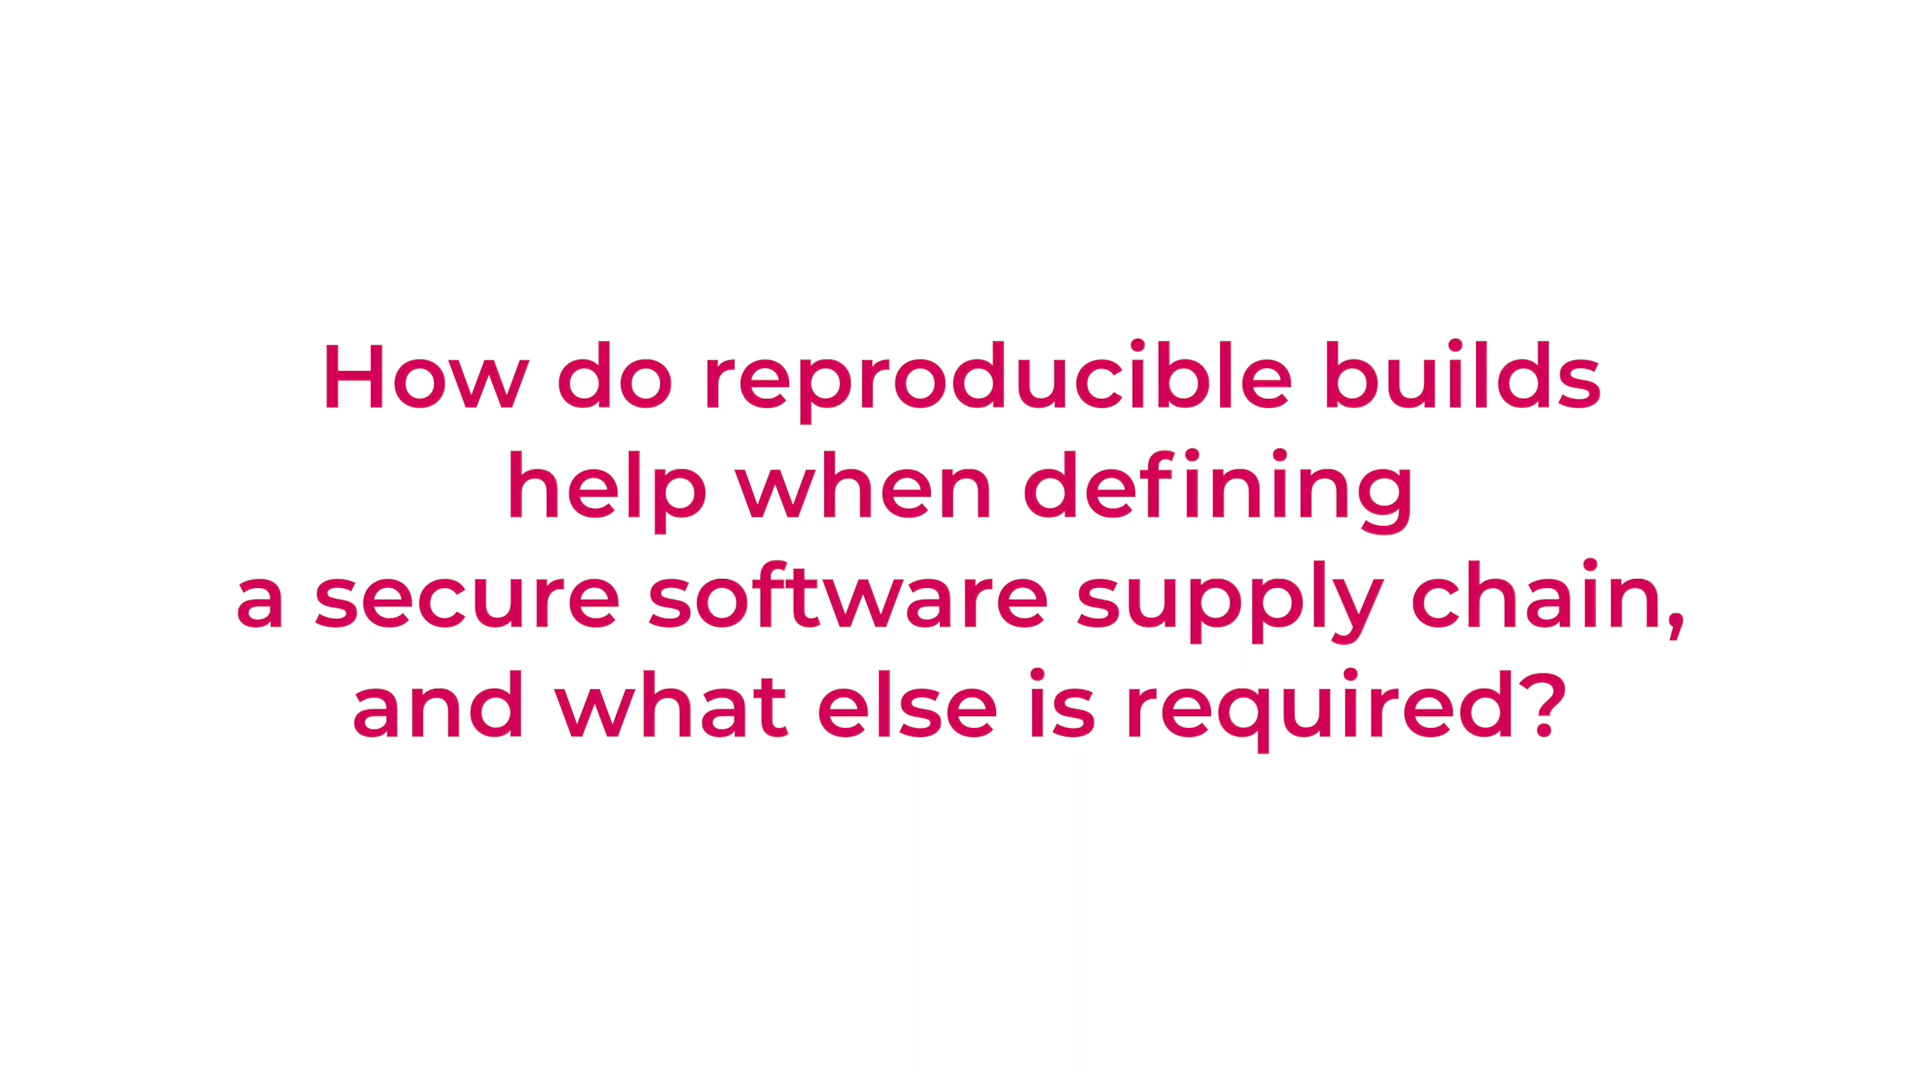 How do reproducible builds
help when defining
a secure software supply chain,
and what else is required?